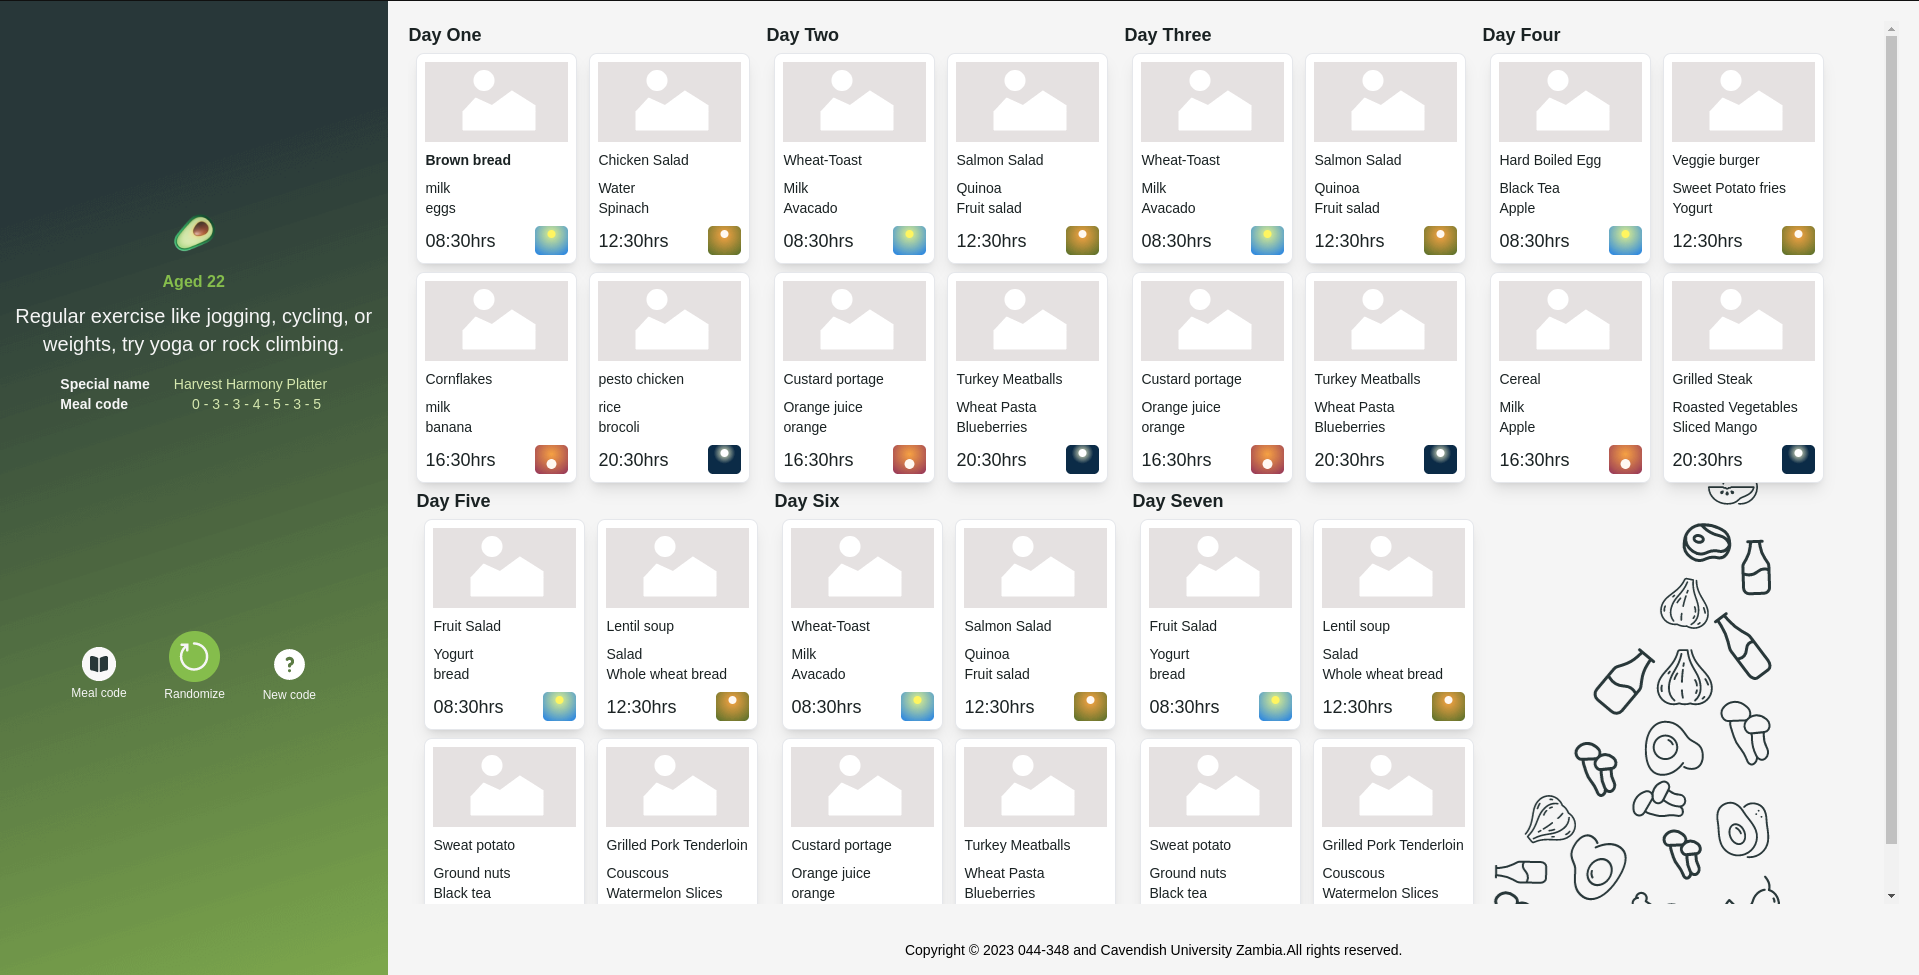 Aged 22
Regular exercise like jogging, cycling, or
weights, try yoga or rock climbing.
Special name Harvest Harmony Platter
Meal code 0 - 3 - 3 - 4 - 5 - 3 - 5
Meal code
Randomize
?
New code
Day One
Brown bread
milk
eggs
08:30hrs
Chicken Salad
Water
Spinach
12:30hrs
Cornflakes
milk
banana
16:30hrs
pesto chicken
rice
brocoli
20:30hrs
Day Two
Wheat-Toast
Milk
Avacado
08:30hrs
Salmon Salad
Quinoa
Fruit salad
12:30hrs
Custard portage
Orange juice
orange
16:30hrs
Turkey Meatballs
Wheat Pasta
Blueberries
20:30hrs
Day Three
Wheat-Toast
Milk
Avacado
08:30hrs
Salmon Salad
Quinoa
Fruit salad
12:30hrs
Custard portage
Orange juice
orange
16:30hrs
Turkey Meatballs
Wheat Pasta
Blueberries
20:30hrs
Day Four
Hard Boiled Egg
Black Tea
Apple
08:30hrs
Veggie burger
Sweet Potato fries
Yogurt
12:30hrs
Cereal
Milk
Apple
16:30hrs
Grilled Steak
Roasted Vegetables
Sliced Mango
20:30hrs
Day Five
Fruit Salad
Yogurt
bread
08:30hrs
Lentil soup
Salad
Whole wheat bread
12:30hrs
Sweat potato
Ground nuts
Black tea
Grilled Pork Tenderloin
Couscous
Watermelon Slices
Day Six
Wheat-Toast
Milk
Avacado
08:30hrs
Salmon Salad
Quinoa
Fruit salad
12:30hrs
Custard portage
Orange juice
orange
Turkey Meatballs
Wheat Pasta
Blueberries
Day Seven
Fruit Salad
Yogurt
bread
08:30hrs
Lentil soup
Salad
Whole wheat bread
12:30hrs
Sweat potato
Ground nuts
Black tea
Grilled Pork Tenderloin
Couscous
Watermelon Slices
Copyright © 2023 044-348 and Cavendish University Zambia.All rights reserved.